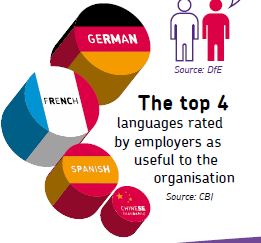 GERMAN
Source: DfE
FRENCH
The top 4
languages rated
by employers as
useful to the
organisation
Source: CBI
SPANISH
CHINESE